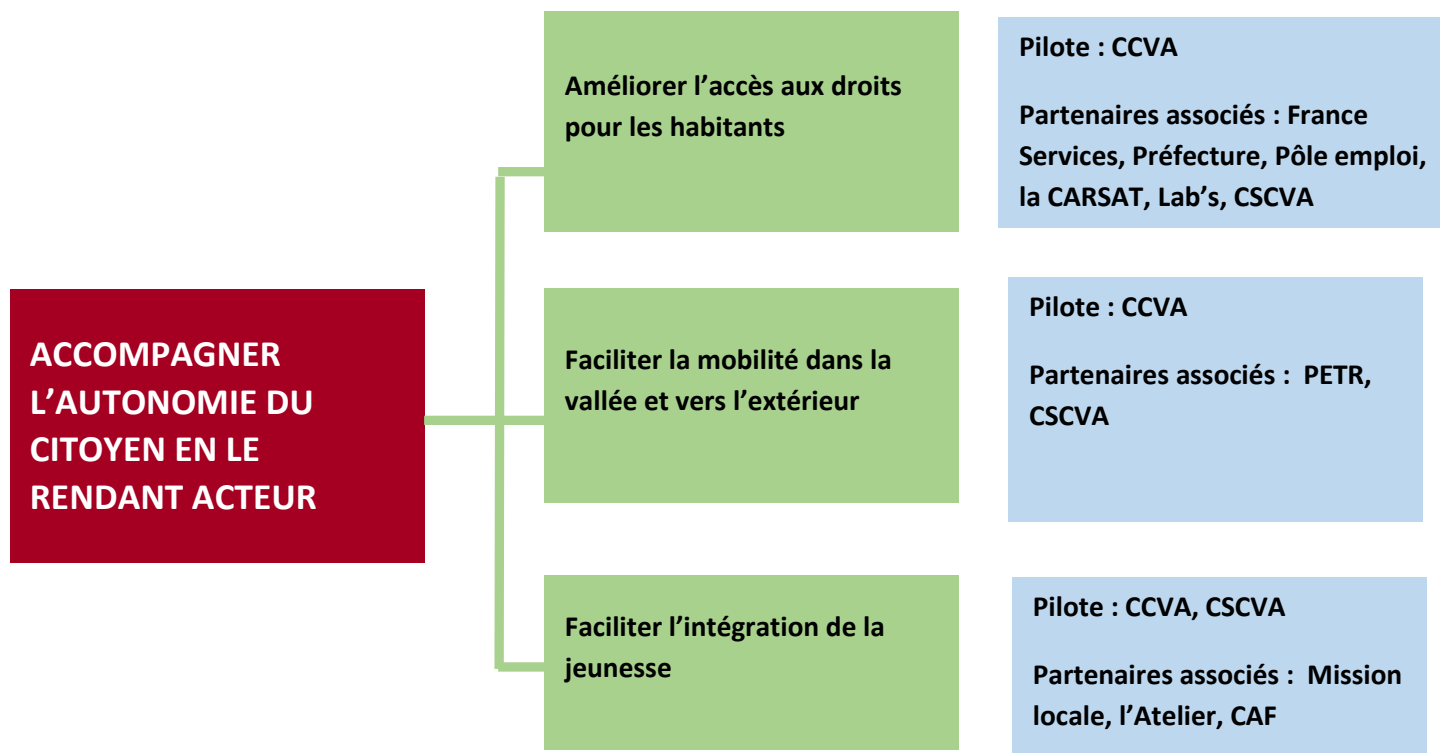 ACCOMPAGNER
L’AUTONOMIE DU
CITOYEN EN LE
RENDANT ACTEUR
Améliorer l’accès aux droits
pour les habitants
Pilote : CCVA
Partenaires associés : France
Services, Préfecture, Pôle emploi,
la CARSAT, Lab’s, CSCVA
Faciliter la mobilité dans la
vallée et vers l’extérieur
Pilote : CCVA
Partenaires associés : PETR,
CSCVA
Faciliter l’intégration de la
jeunesse
Pilote : CCVA, CSCVA
Partenaires associés : Mission
locale, l’Atelier, CAF